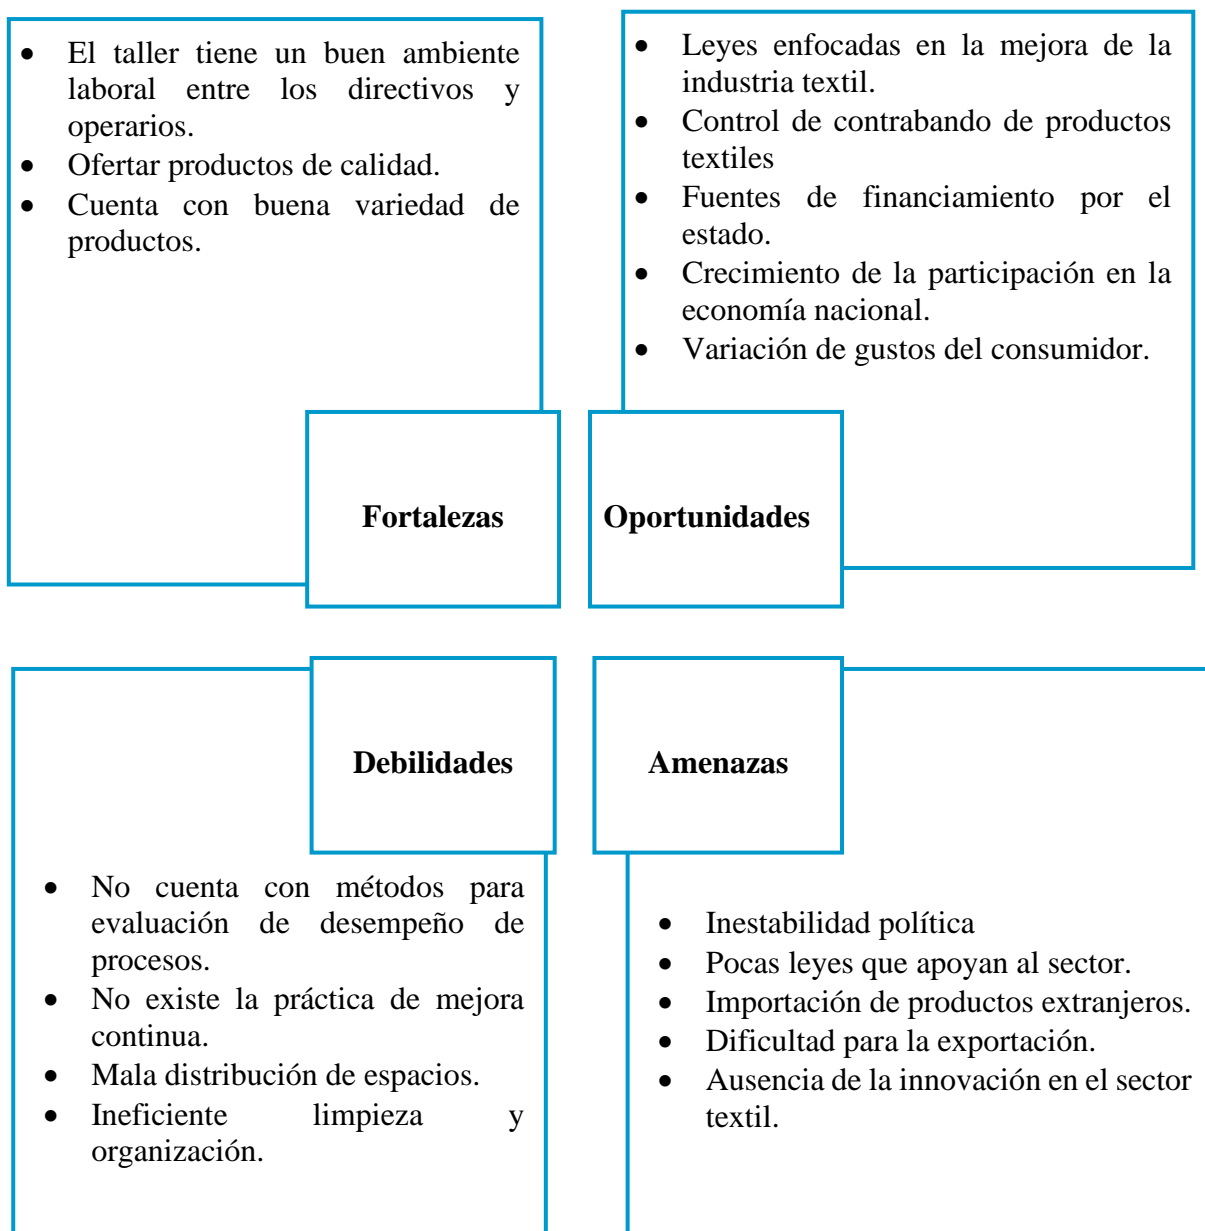 • El taller tiene un buen ambiente
laboral entre los directivos y
operarios.
• Ofertar productos de calidad.
• Cuenta con buena variedad de
productos.
Fortalezas
• Leyes enfocadas en la mejora de la
industria textil.
• Control de contrabando de productos
textiles
• Fuentes de financiamiento por el
estado.
• Crecimiento de la participación en la
economía nacional.
• Variación de gustos del consumidor.
Oportunidades
Debilidades
• No cuenta con métodos para
evaluación de desempeño de
procesos.
• No existe la práctica de mejora
continua.
• Mala distribución de espacios.
• Ineficiente limpieza y
organización.
Amenazas
• Inestabilidad política
• Pocas leyes que apoyan al sector.
• Importación de productos extranjeros.
• Dificultad para la exportación.
• Ausencia de la innovación en el sector
textil.